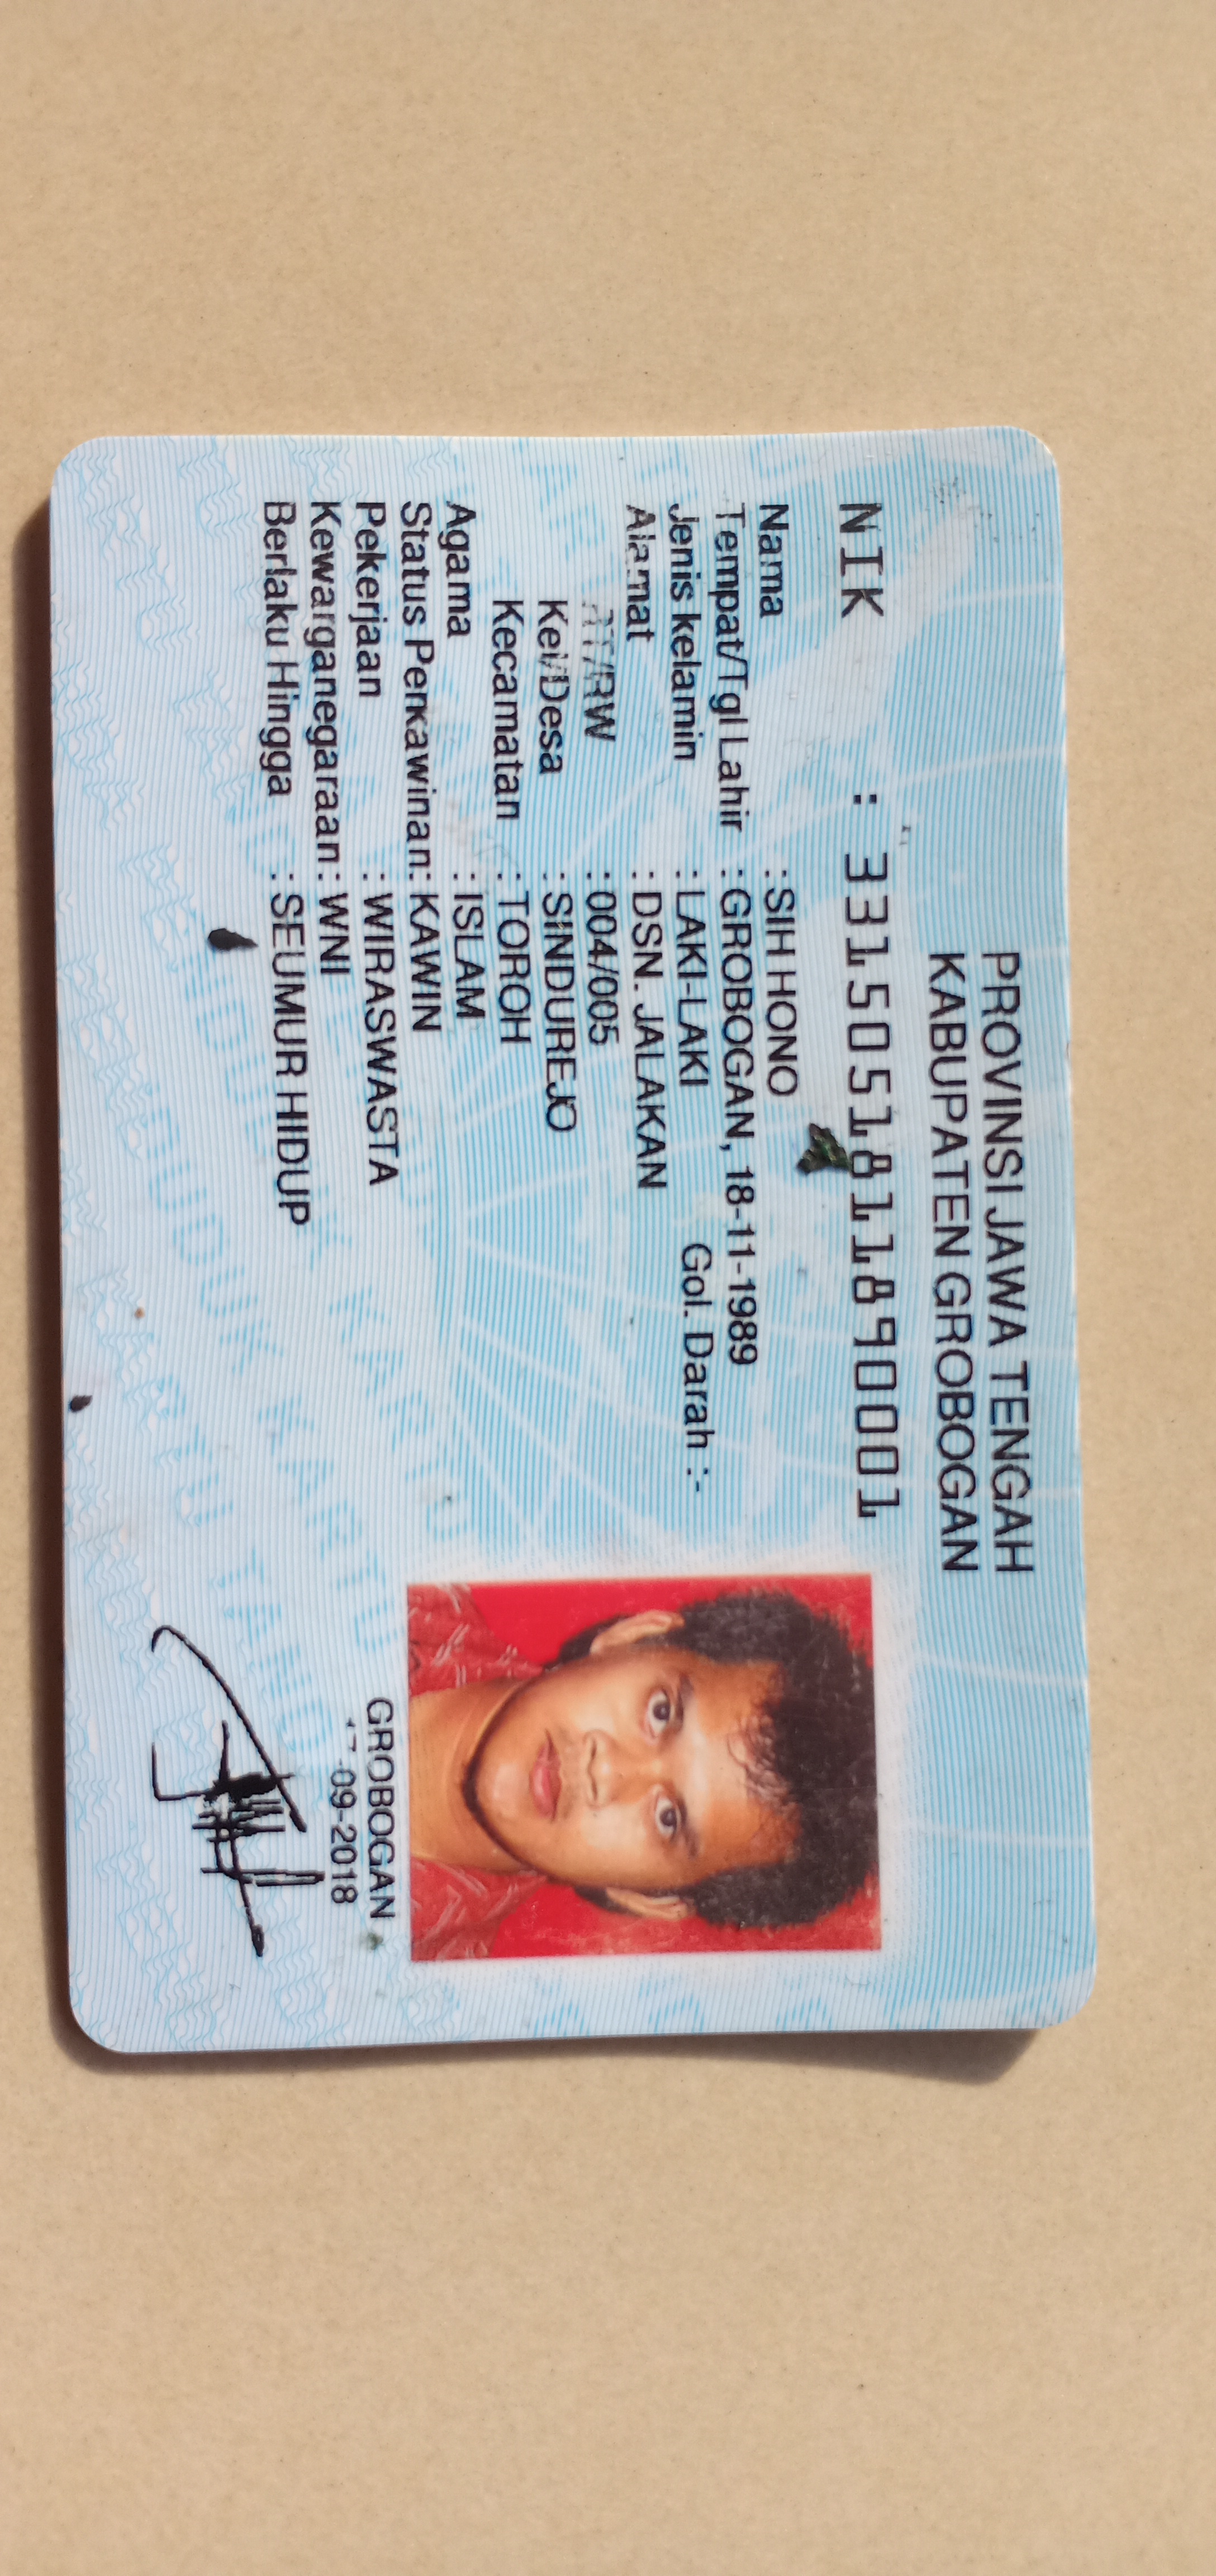 PROVINSI JAWA TENGAH
KABUPATEN GROBOGAN
NIK : 3315051811890001
Nama : SIH HONO
Tempat/Tgl Lahir : GROBOGAN, 18-11-1989
Jenis kelamin : LAKI-LAKI Gol. Darah :-
Alamat : DSN. JALAKAN
RT/RW : 004/005
Kel/Desa : SINDUREJO
Kecamatan : TOROH
Agama : ISLAM
Status Perkawinan: KAWIN
Pekerjaan : WIRASWASTA
Kewarganegaraan: WNI
Berlaku Hingga : SEUMUR HIDUP
GROBOGAN
17-09-2018